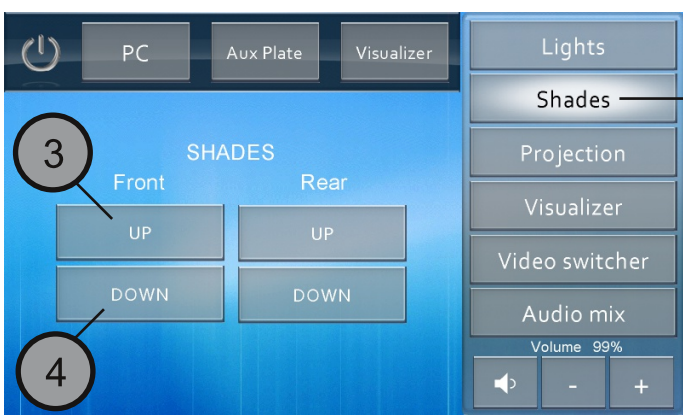 PC
Aux Plate
Visualizer
SHADES
Front Rear
UP UP
DOWN DOWN
3
4
Lights
Shades
Projection
Visualizer
Video switcher
Audio mix
Volume 99%
- +